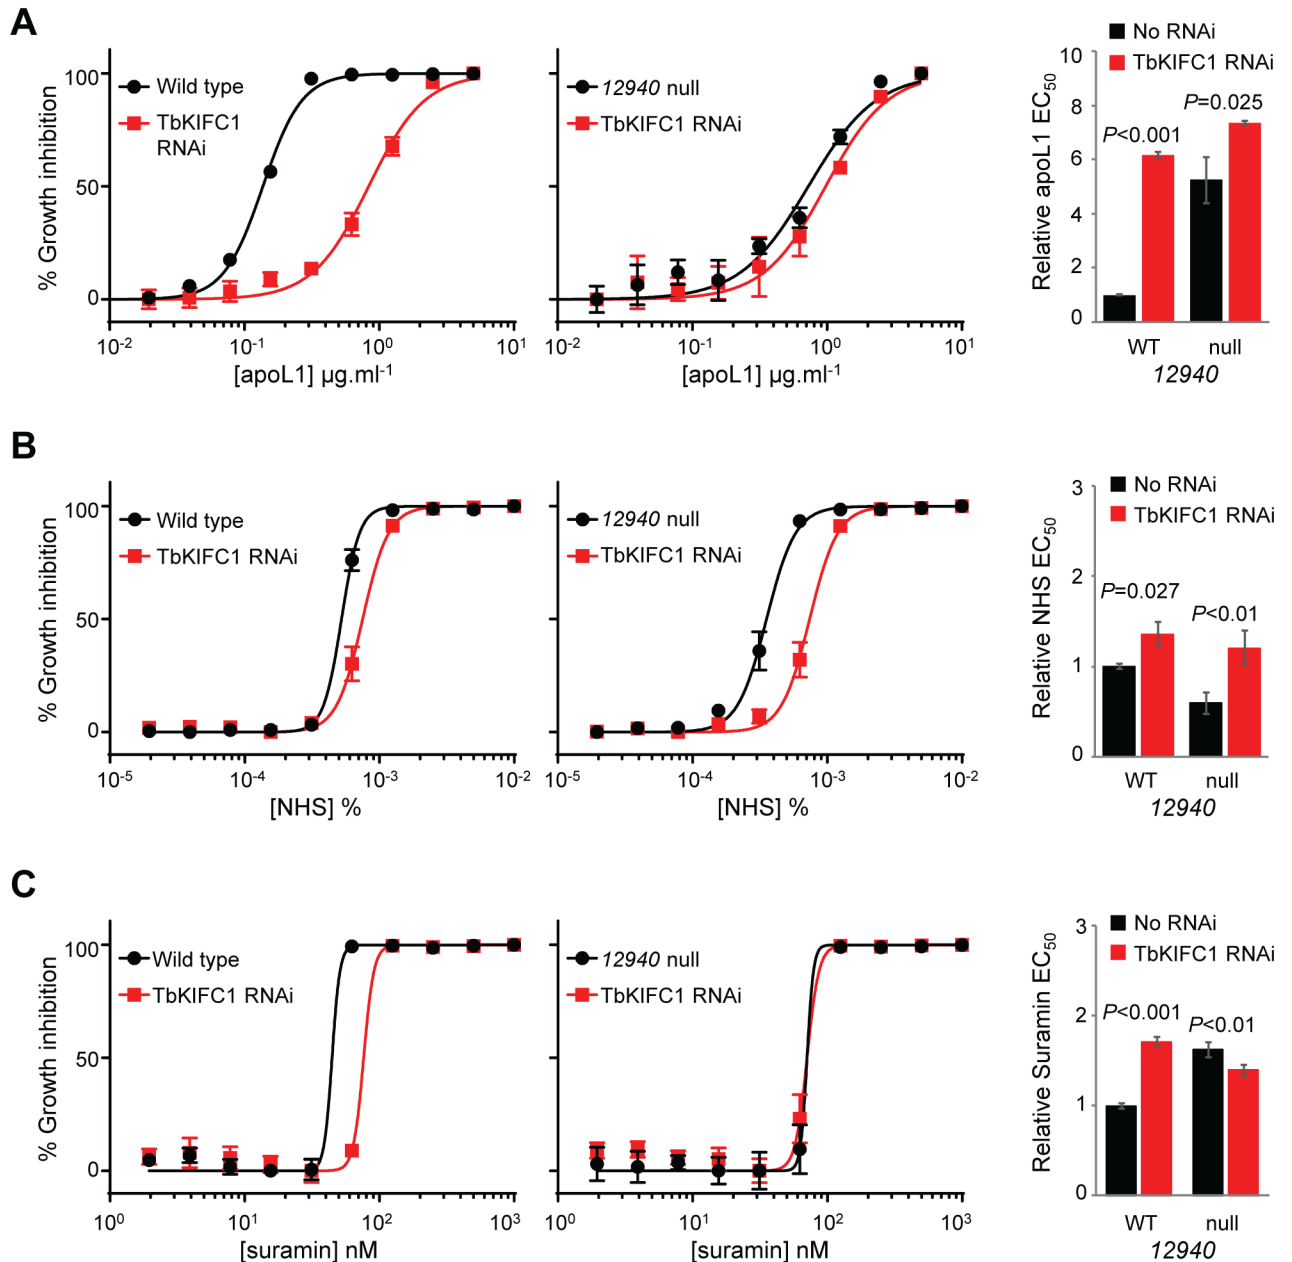 A
% Growth inhibition
100
50
0
Wild type
TbKIFC1
RNAi
10-2
10-1
100
101
[apoL1] µg.ml-1
12940 null
TbKIFC1 RNAi
10-2
10-1
100
101
[apoL1] µg.ml-1
No RNAi
TbKIFC1 RNAi
Relative apoL1 EC50
10
8
6
4
2
0
P<0.001
P=0.025
WT
null
12940
B
% Growth inhibition
100
50
0
Wild type
TbKIFC1 RNAi
10-5
10-4
10-3
10-2
[NHS] %
12940 null
TbKIFC1 RNAi
10-5
10-4
10-3
10-2
[NHS] %
No RNAi
TbKIFC1 RNAi
Relative NHS EC50
3
2
1
0
P=0.027
P<0.01
WT
null
12940
C
% Growth inhibition
100
50
0
Wild type
TbKIFC1 RNAi
100
101
102
103
[suramin] nM
12940 null
TbKIFC1 RNAi
100
101
102
103
[suramin] nM
No RNAi
TbKIFC1 RNAi
Relative Suramin EC50
3
2
1
0
P<0.001
P<0.01
WT
null
12940